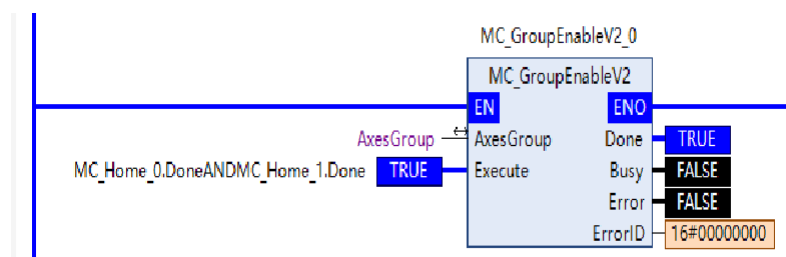 MC_GroupEnableV2_0
MC_GroupEnableV2
EN ENO
AxesGroup AxesGroup Done TRUE
MC_Home_0.DoneANDMC_Home_1.Done TRUE Execute Busy FALSE
Error FALSE
ErrorID 16#00000000